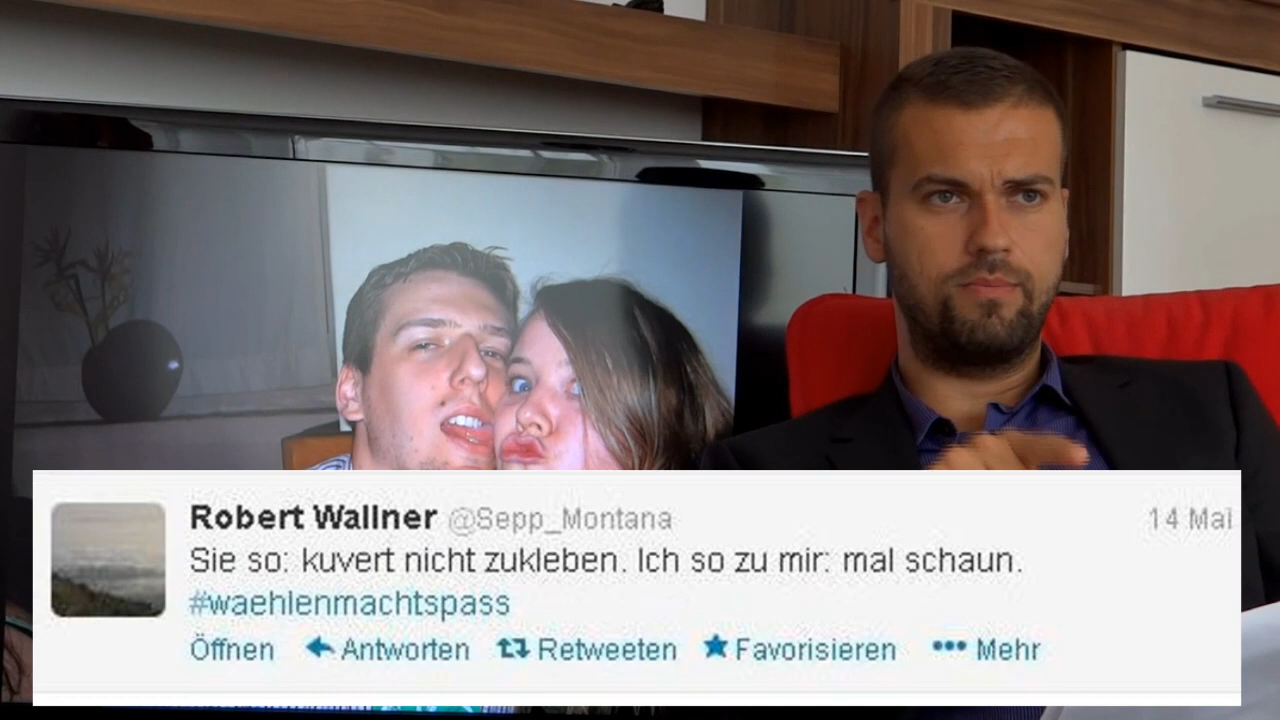 Robert Wallner @Sepp_Montana 14 Mai
Sie so: kuvert nicht zukleben. Ich so zu mir: mal schaun.
#waehlenmachtspass
Öffnen Antworten Retweeten Favorisieren Mehr